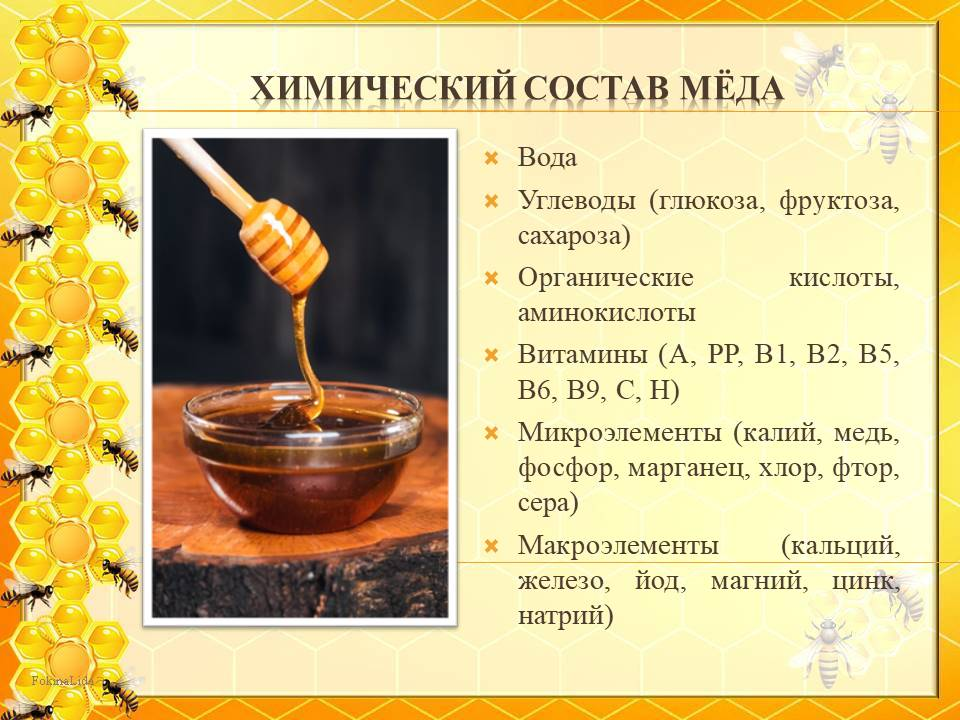 ХИМИЧЕСКИЙ СОСТАВ МЁДА
Вода
Углеводы (глюкоза, фруктоза,
сахароза)
Органические кислоты,
аминокислоты
Витамины (А, РР, В1, В2, В5,
В6, В9, С, Н)
Микроэлементы (калий, медь,
фосфор, марганец, хлор, фтор,
сера)
Макроэлементы (кальций,
железо, йод, магний, цинк,
натрий)
FokinaLida